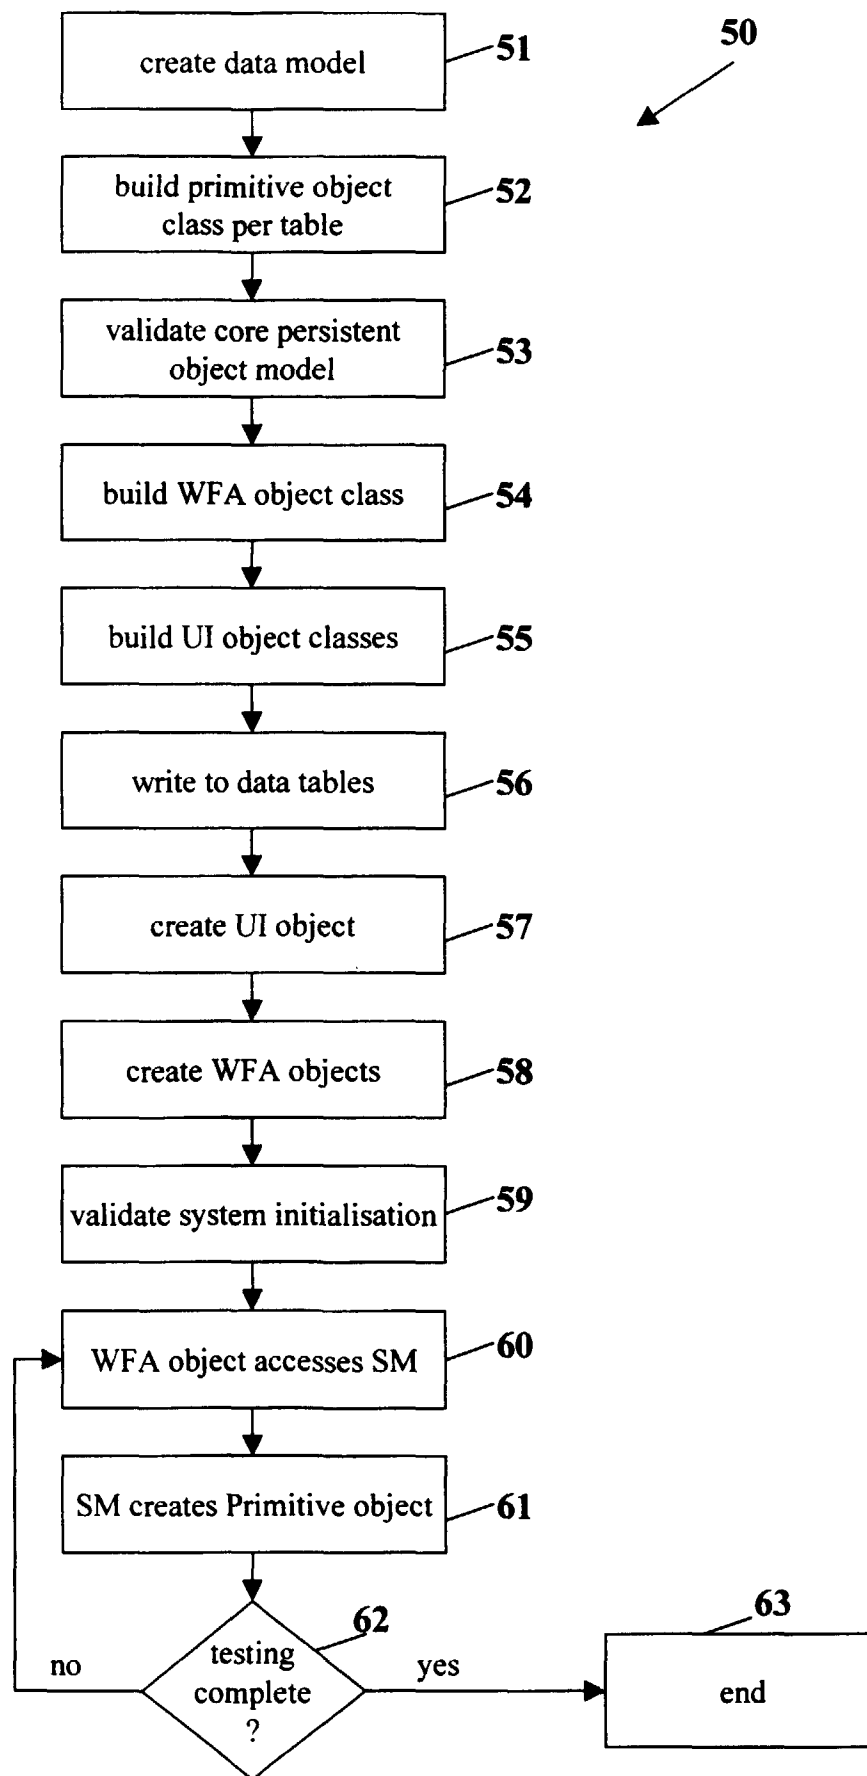 50
create data model
51
build primitive object
class per table
52
validate core persistent
object model
53
build WFA object class
54
build UI object classes
55
write to data tables
56
create UI object
57
create WFA objects
58
validate system initialisation
59
WFA object accesses SM
60
SM creates Primitive object
61
testing
complete
?
62
no
yes
63
end